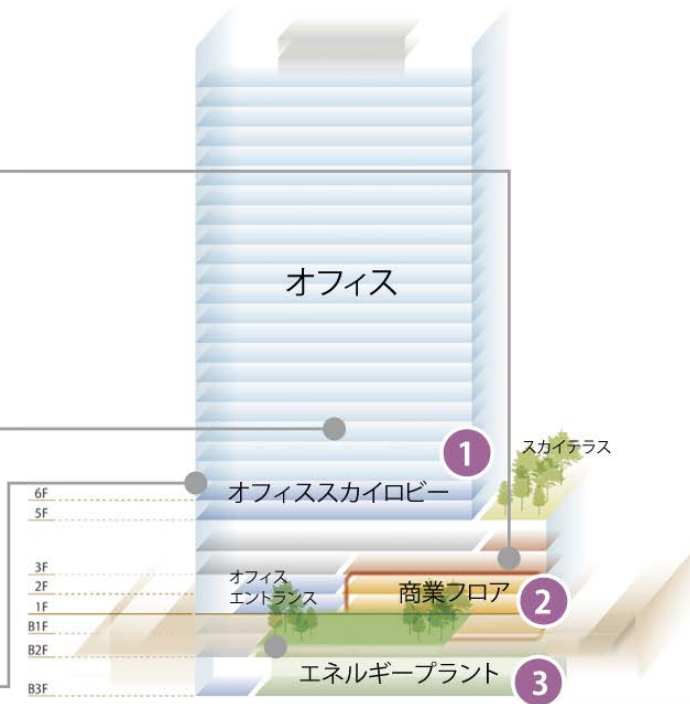 オフィス
1
スカイテラス
オフィススカイロビー
6F
5F
3F
2F
1F
B1F
B2F
B3F
オフィス
エントランス
商業フロア
2
エネルギープラント
3